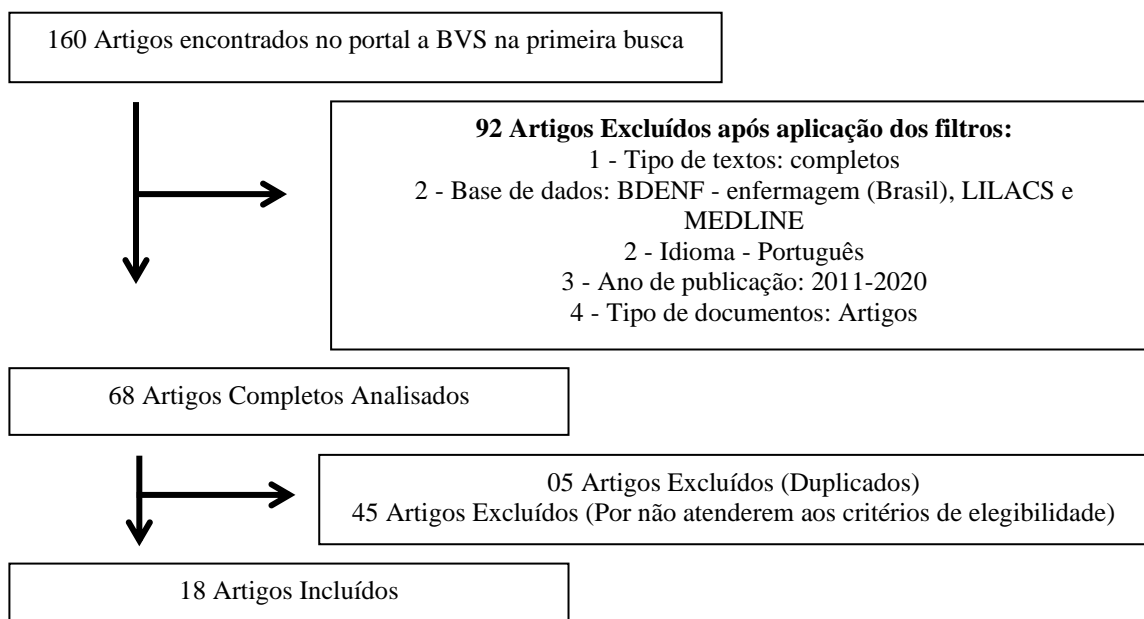 160 Artigos encontrados no portal a BVS na primeira busca
92 Artigos Excluídos após aplicação dos filtros:
1 - Tipo de textos: completos
2 - Base de dados: BDENF - enfermagem (Brasil), LILACS e
MEDLINE
2 - Idioma - Português
3 - Ano de publicação: 2011-2020
4 - Tipo de documentos: Artigos
68 Artigos Completos Analisados
05 Artigos Excluídos (Duplicados)
45 Artigos Excluídos (Por não atenderem aos critérios de elegibilidade)
18 Artigos Incluídos